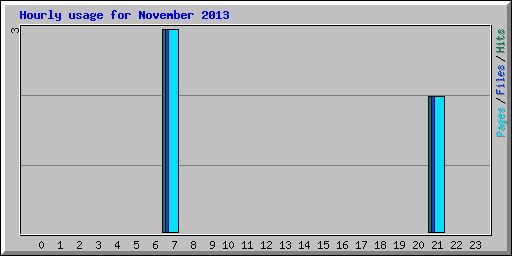 Hourly usage for November 2013
3
Pages/Files/Hits
0 1 2 3 4 5 6 7 8 9 10 11 12 13 14 15 16 17 18 19 20 21 22 23